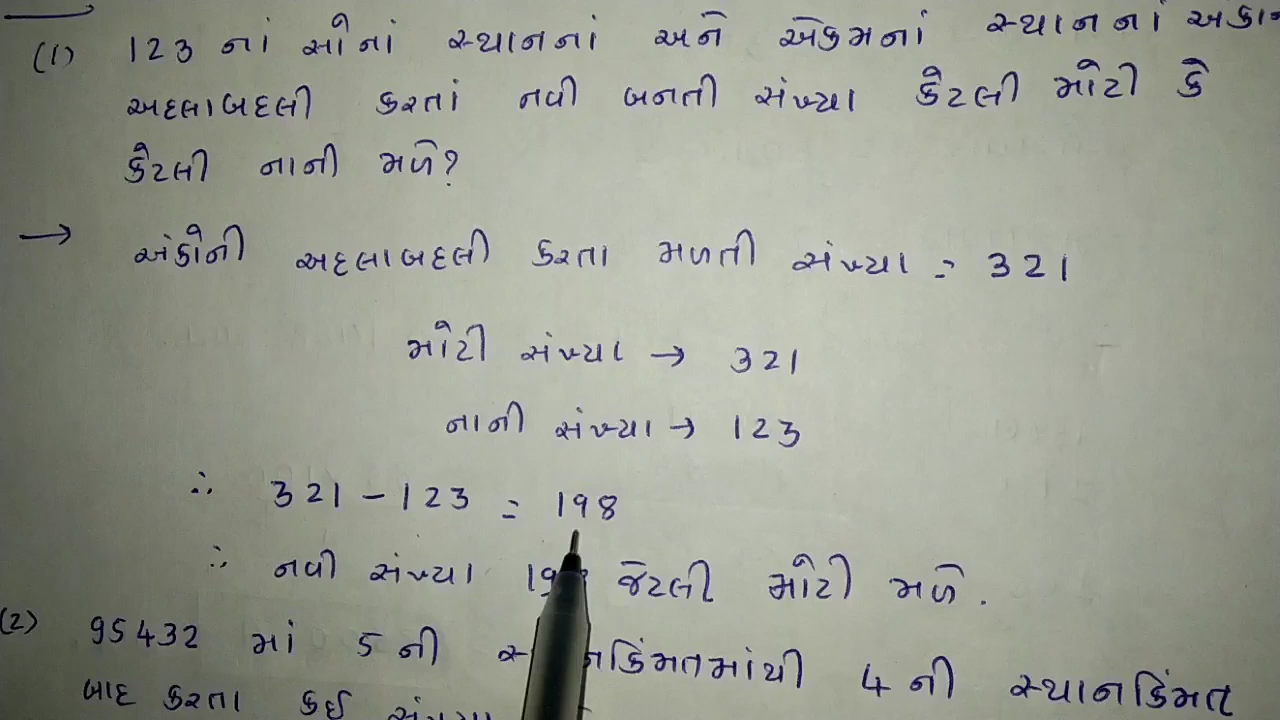 (1) 123 નાં સોનાં સ્થાનનાં અને એકમનાં સ્થાનનાં
અદલાબદલી કરતાં નવી બનતી સંખ્યા કેટલી મોટી કે
કેટલી નાની મળે?
→ અંકોની અદલાબદલી કરતા મળતી સંખ્યા = 321
મોટી સંખ્યા → 321
નાની સંખ્યા → 123
∴ 321 - 123 = 198
∴ નવી સંખ્યા જેટલી મોટી મળે.
(2) 95432 માં 5 ની 4 ની સ્થાનકિંમત
બાદ કરતા કઈ